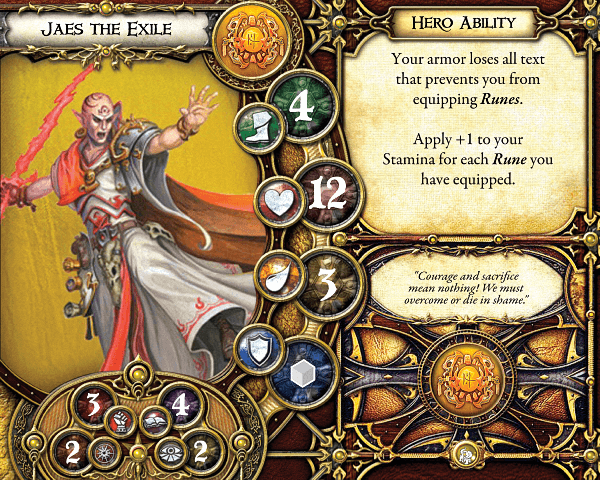 Jaes the Exile
4
12
3
3
4
2
2
Hero Ability
Your armor loses all text
that prevents you from
equipping Runes.
Apply +1 to your
Stamina for each Rune you
have equipped.
"Courage and sacrifice
mean nothing! We must
overcome or die in shame."